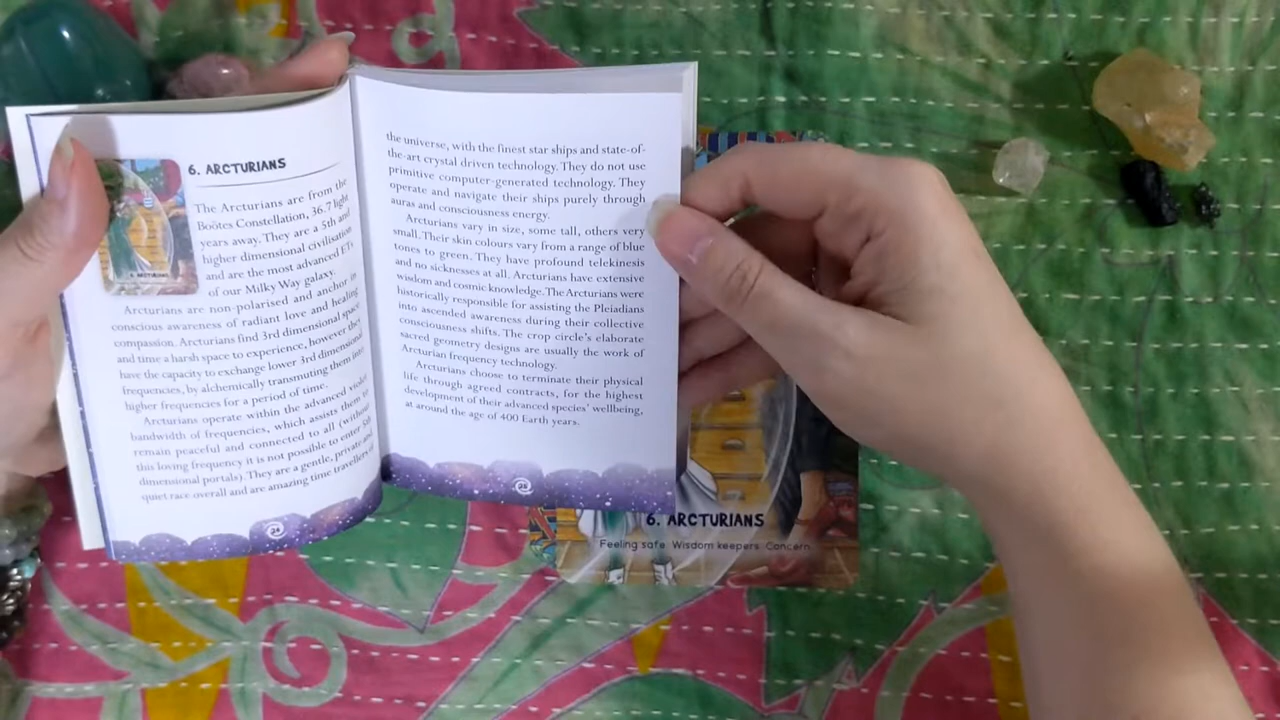 6. ARCTURIANS
The Arcturians are from the
Boötes Constellation, 36.7 light
years away. They are a 5th and
higher dimensional civilisation
and are the most advanced ETs
of our Milky Way galaxy.
Arcturians are non-polarised and anchor in
conscious awareness of radiant love and healing
compassion. Arcturians find 3rd dimensional space
and time a harsh space to experience, however they
have the capacity to exchange lower 3rd dimensional
frequencies, by alchemically transmuting them into
higher frequencies for a period of time.
Arcturians operate within the advanced violet
bandwidth of frequencies, which assists them to
remain peaceful and connected to all (without
this loving frequency it is not possible to enter
dimensional portals). They are a gentle, private and
quiet race overall and are amazing time travellers of
24
the universe, with the finest star ships and state-of-
the-art crystal driven technology. They do not use
primitive computer-generated technology. They
operate and navigate their ships purely through
auras and consciousness energy.
Arcturians vary in size, some tall, others very
small. Their skin colours vary from a range of blue
tones to green. They have profound telekinesis
and no sicknesses at all. Arcturians have extensive
wisdom and cosmic knowledge. The Arcturians were
historically responsible for assisting the Pleiadians
into ascended awareness during their collective
consciousness shifts. The crop circle's elaborate
sacred geometry designs are usually the work of
Arcturian frequency technology.
Arcturians choose to terminate their physical
life through agreed contracts, for the highest
development of their advanced species' wellbeing,
at around the age of 400 Earth years.
25
6. ARCTURIANS
6. ARCTURIANS
Feeling safe Wisdom keepers Concern